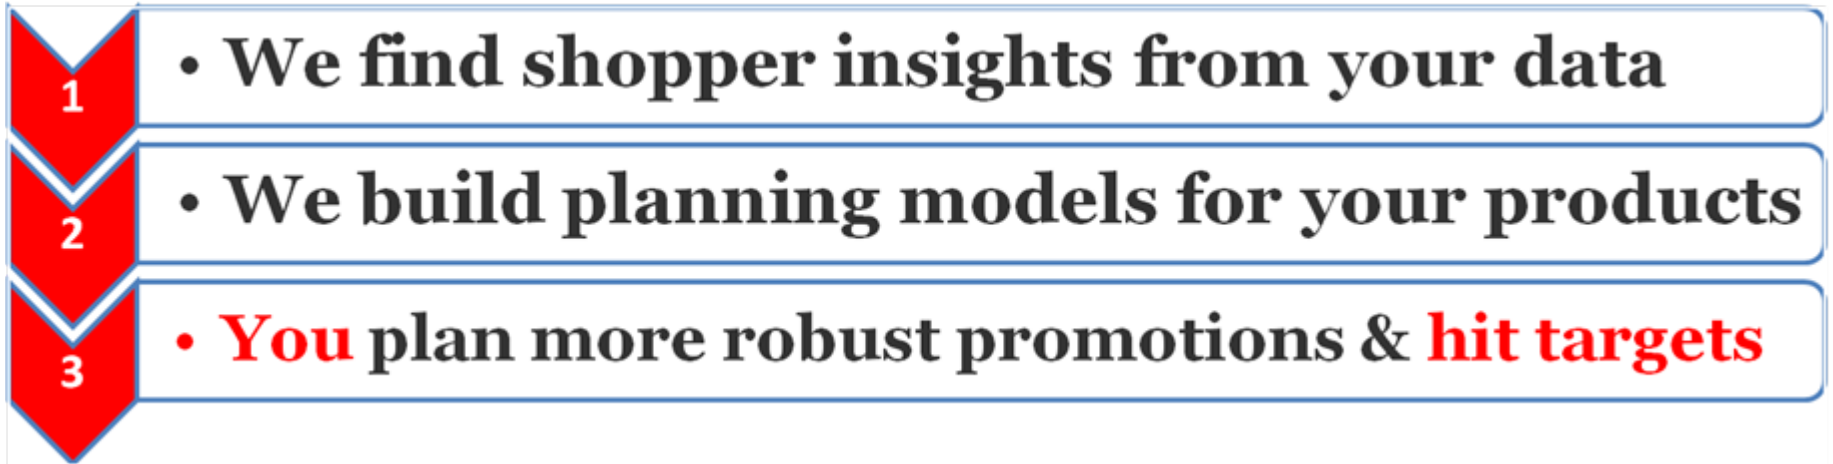 1
• We find shopper insights from your data
2
• We build planning models for your products
3
• You plan more robust promotions & hit targets